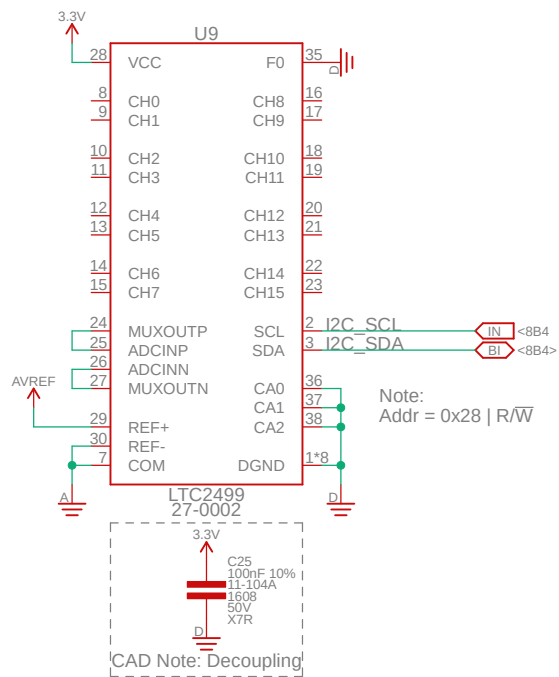 3.3V
U9
28 VCC F0 35
D
8 CH0 CH8 16
9 CH1 CH9 17
10 CH2 CH10 18
11 CH3 CH11 19
12 CH4 CH12 20
13 CH5 CH13 21
14 CH6 CH14 22
15 CH7 CH15 23
24 MUXOUTP SCL 2 I2C_SCL IN <8B4
25 ADCINP SDA 3 I2C_SDA BI <8B4>
26 ADCINN
27 MUXOUTN CA0 36
AVREF
CA1 37
29 REF+ CA2 38
30 REF-
7 COM DGND 1*8
Note:
Addr = 0x28 | R/W̅
A
D
LTC2499
27-0002
3.3V
C25
100nF 10%
11-104A
1608
50V
X7R
D
CAD Note: Decoupling